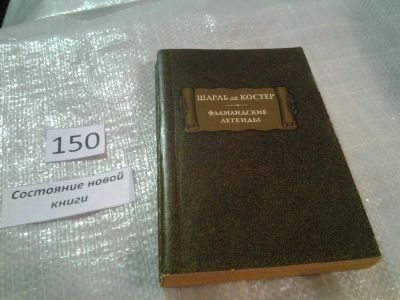 150
Состояние новой
книги
ШАРЛЬ ДЕ КОСТЕР
ФЛАМАНДСКИЕ
ЛЕГЕНДЫ